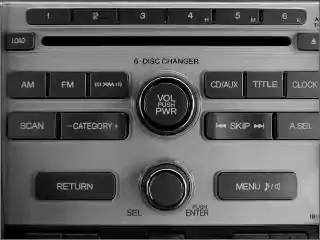 1 2 3 4 H 5 M 6 K
LOAD
6-DISC CHANGER
AM FM ((XM)) VOL PUSH PWR CD/AUX TITLE CLOCK
SCAN −CATEGORY+ SKIP A.SEL
RETURN MENU
SEL PUSH ENTER